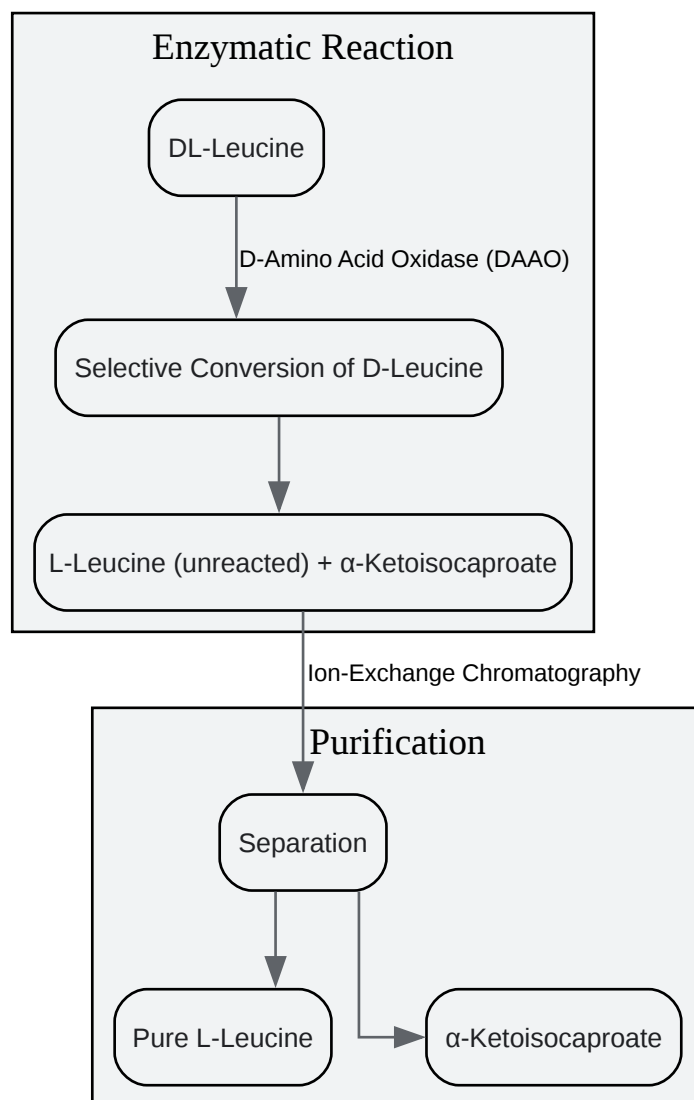 Enzymatic Reaction
DL-Leucine
D-Amino Acid Oxidase (DAAO)
Selective Conversion of D-Leucine
L-Leucine (unreacted) + α-Ketoisocaproate
Ion-Exchange Chromatography
Purification
Separation
Pure L-Leucine
α-Ketoisocaproate